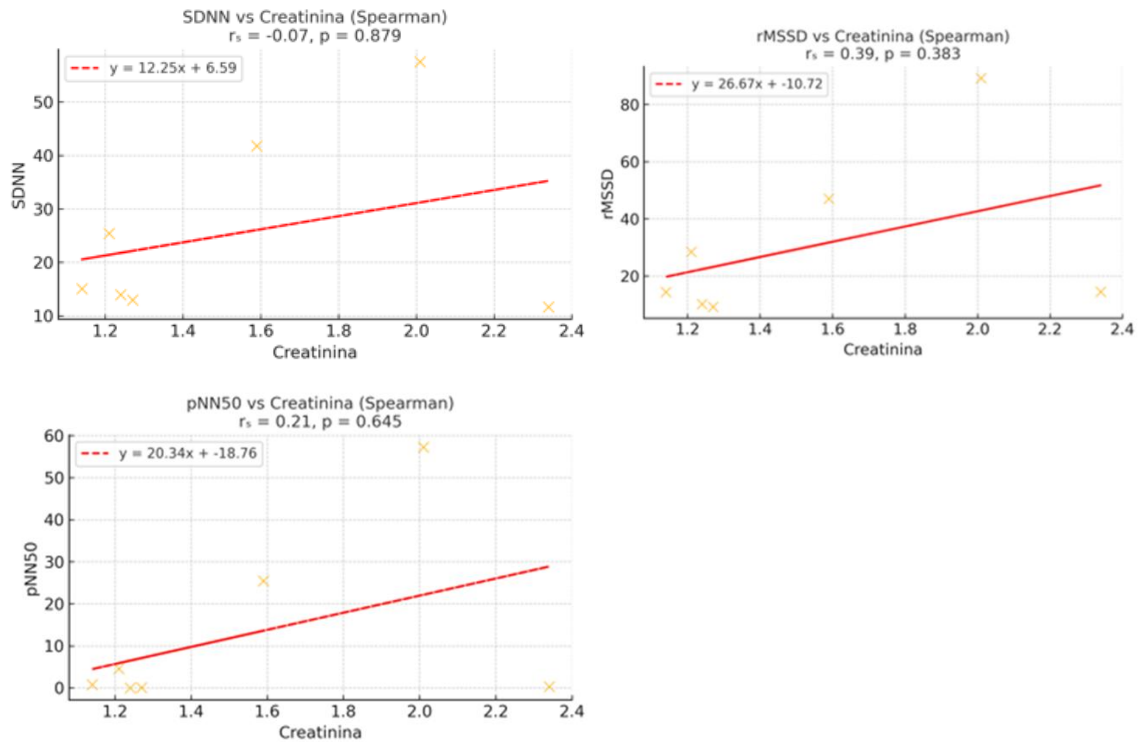 SDNN vs Creatinina (Spearman)
rₛ = -0.07, p = 0.879
y = 12.25x + 6.59
50
40
30
20
10
SDNN
1.2 1.4 1.6 1.8 2.0 2.2 2.4
Creatinina
rMSSD vs Creatinina (Spearman)
rₛ = 0.39, p = 0.383
y = 26.67x + -10.72
80
60
40
20
rMSSD
1.2 1.4 1.6 1.8 2.0 2.2 2.4
Creatinina
pNN50 vs Creatinina (Spearman)
rₛ = 0.21, p = 0.645
y = 20.34x + -18.76
60
50
40
30
20
10
0
pNN50
1.2 1.4 1.6 1.8 2.0 2.2 2.4
Creatinina